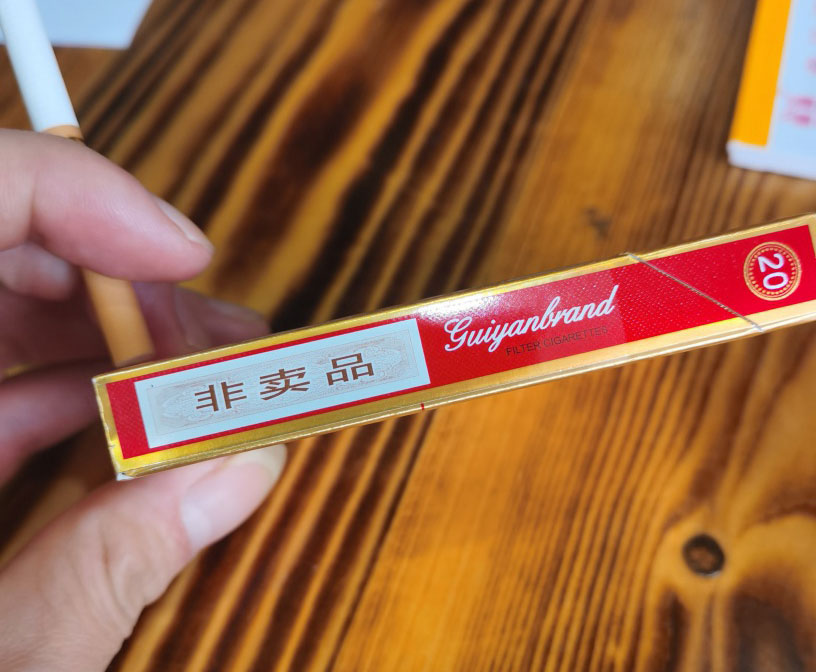 非卖品
Guiyanbrand
FILTER CIGARETTES
20